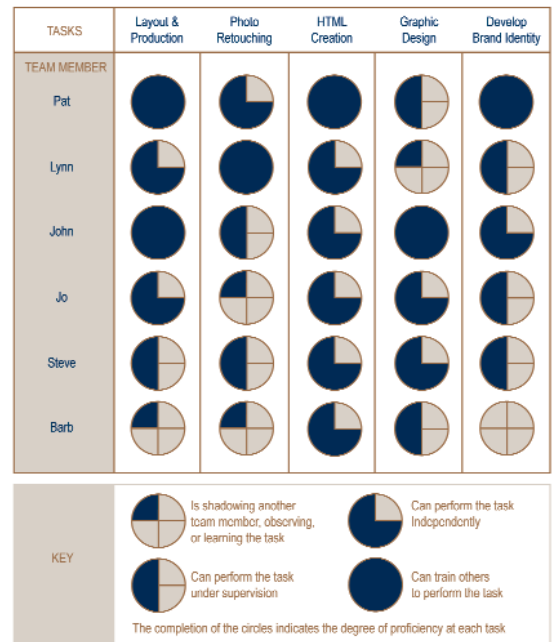 TASKS
Layout &
Production
Photo
Retouching
HTML
Creation
Graphic
Design
Develop
Brand Identity
TEAM MEMBER
Pat
Lynn
John
Jo
Steve
Barb
KEY
Is shadowing another
team member, observing,
or learning the task
Can perform the task
Independently
Can perform the task
under supervision
Can train others
to perform the task
The completion of the circles indicates the degree of proficiency at each task